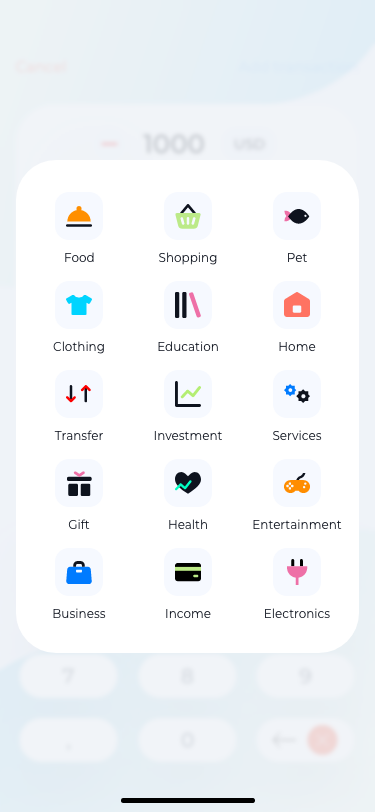 Cancel
1000 USD
Food Shopping Pet
Clothing Education Home
Transfer Investment Services
Gift Health Entertainment
Business Income Electronics
7 8 9
. 0